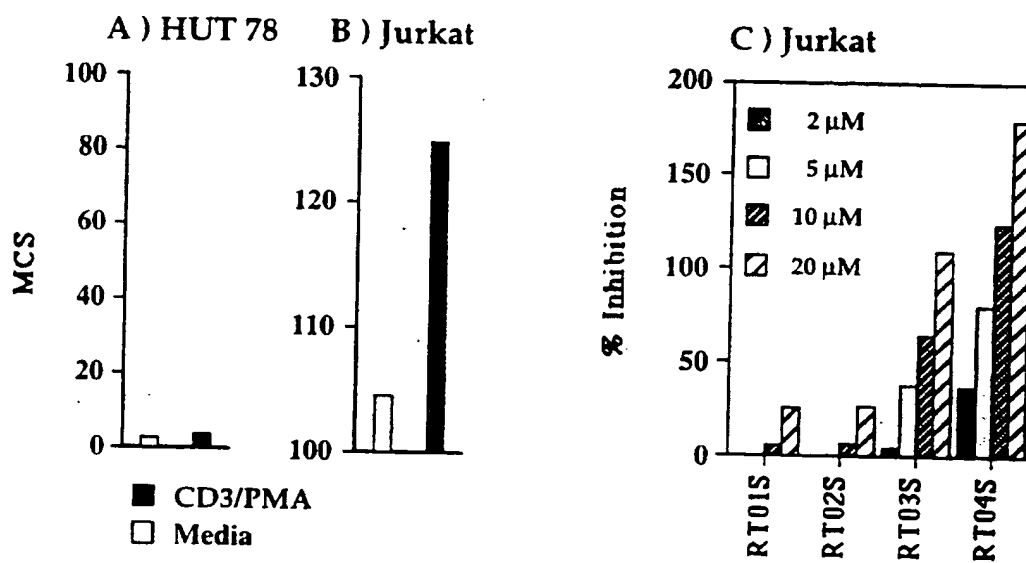 A ) HUT 78
B ) Jurkat
C ) Jurkat
MCS
100
80
60
40
20
0
130
120
110
100
CD3/PMA
Media
% Inhibition
200
150
100
50
0
2 µM
5 µM
10 µM
20 µM
RT01S
RT02S
RT03S
RT04S